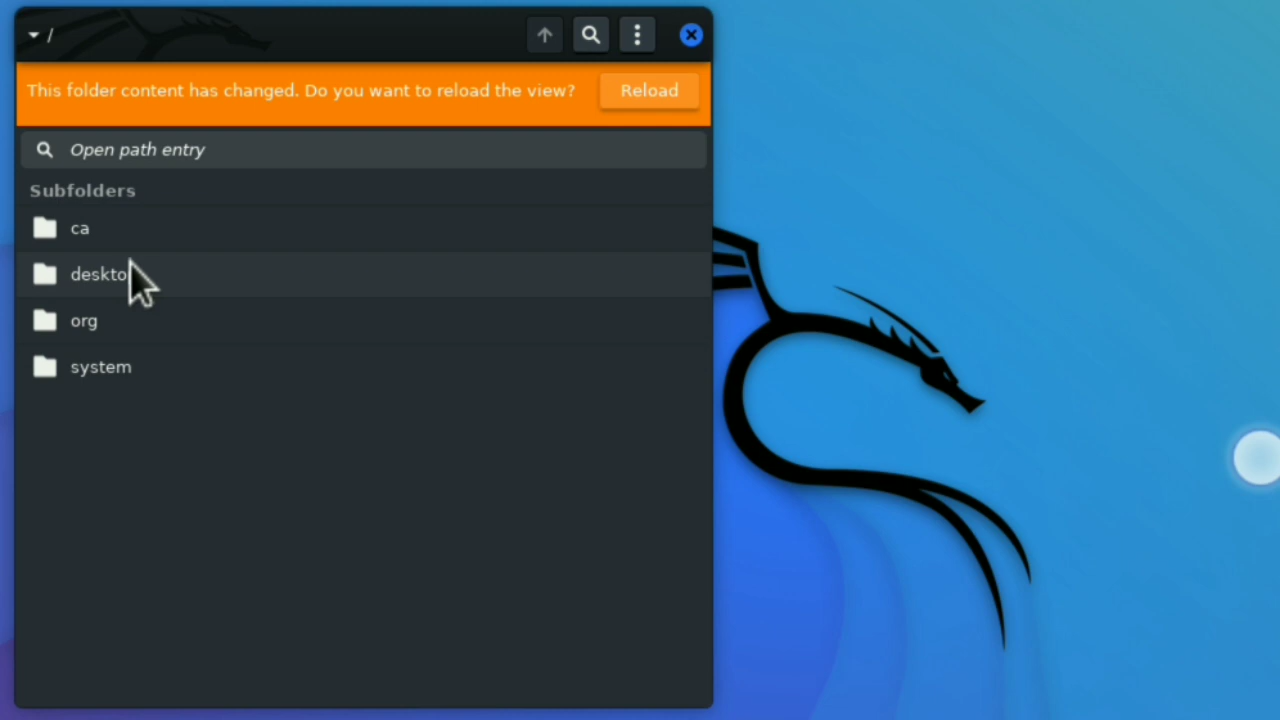 /
This folder content has changed. Do you want to reload the view? Reload
Open path entry
Subfolders
ca
deskto
org
system